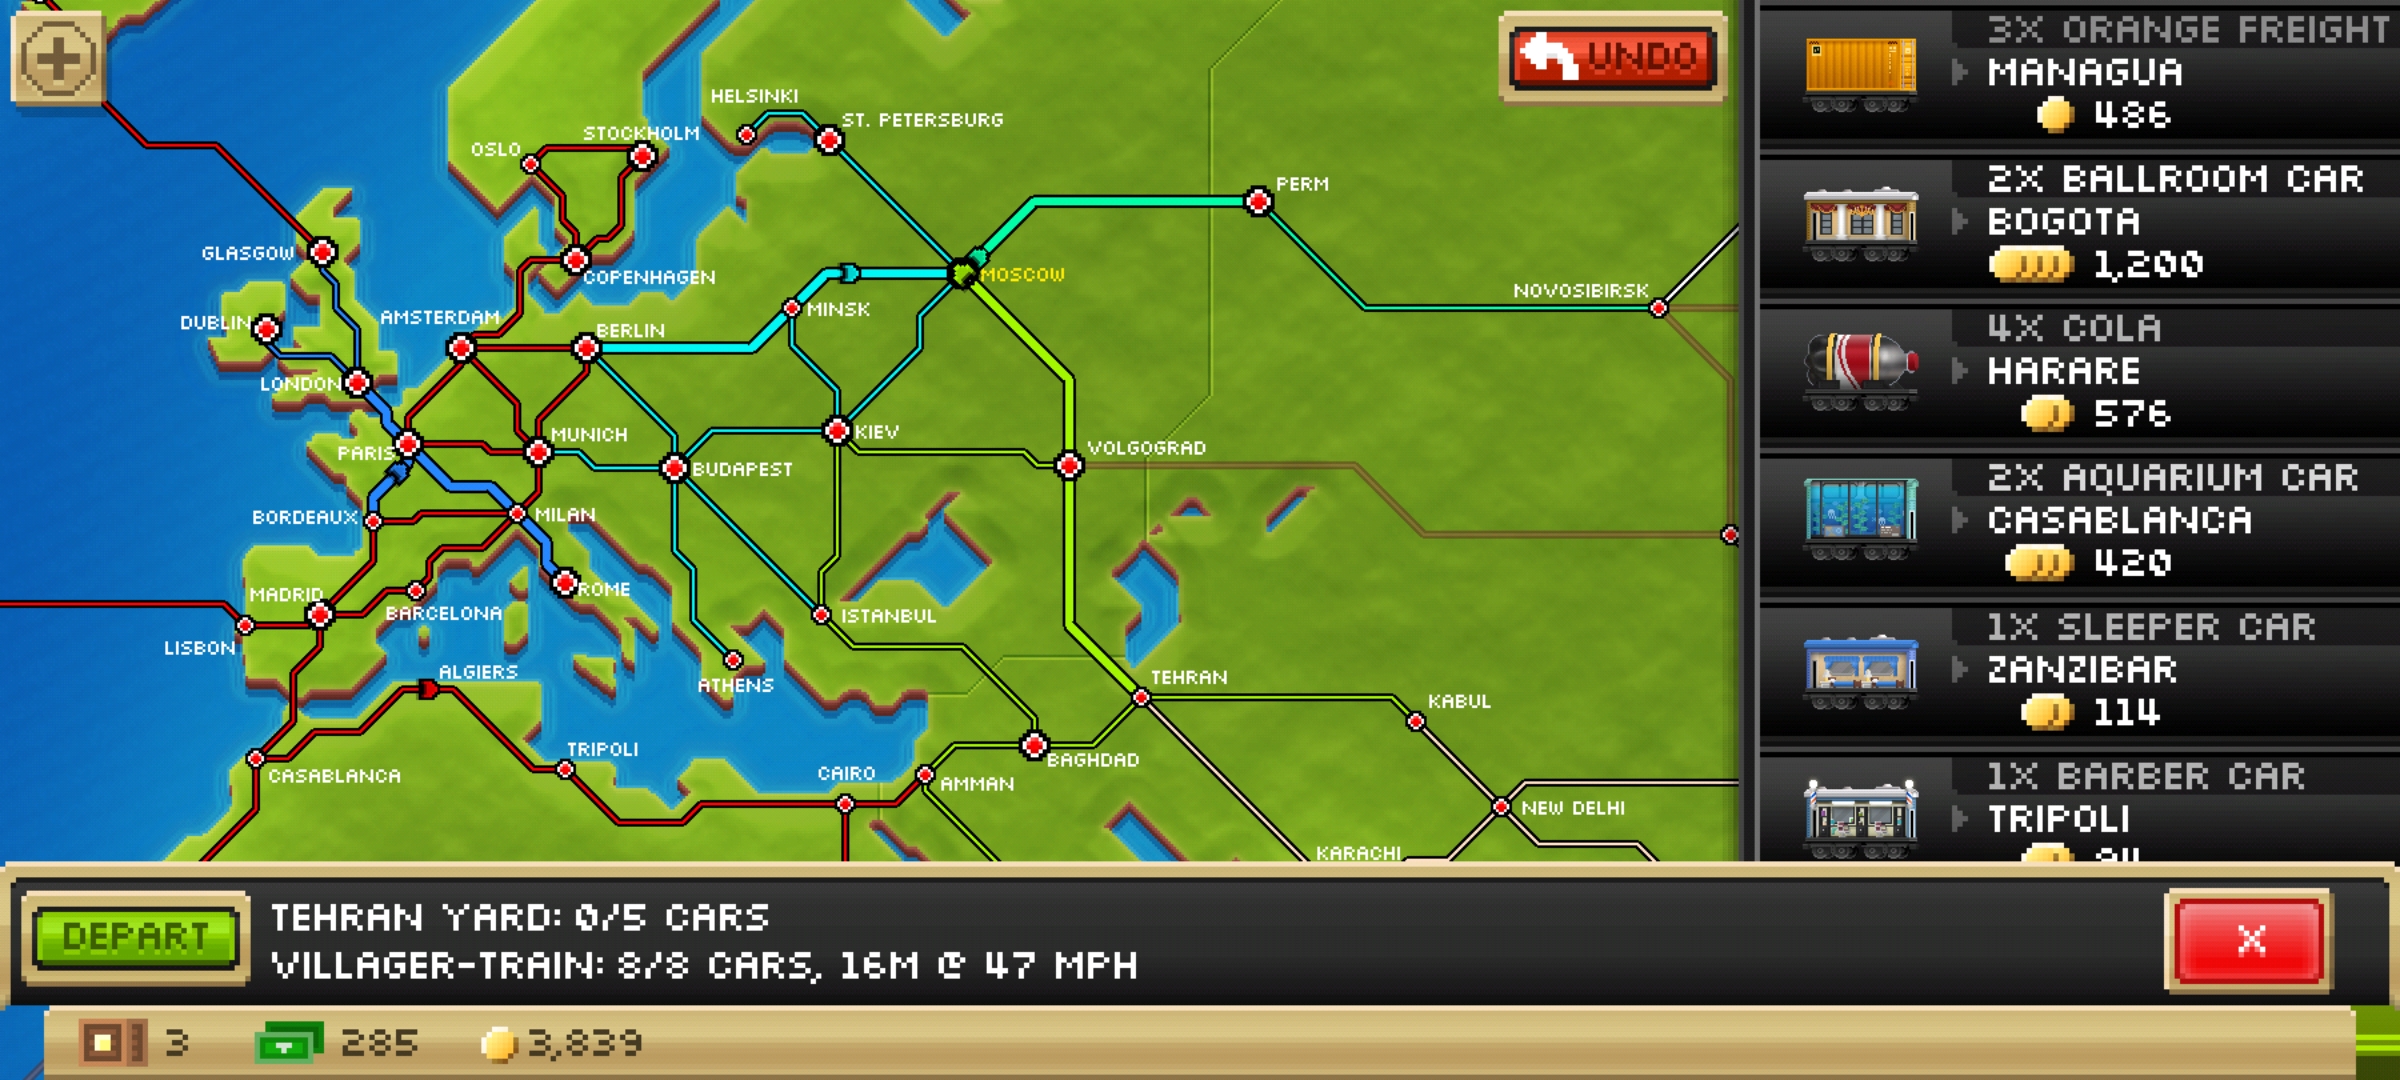 UNDO
HELSINKI
ST. PETERSBURG
STOCKHOLM
OSLO
PERM
GLASGOW
COPENHAGEN
MOSCOW
NOVOSIBIRSK
MINSK
AMSTERDAM
DUBLIN
BERLIN
LONDON
MUNICH
KIEV
PARIS
VOLGOGRAD
BUDAPEST
BORDEAUX
MILAN
ROME
MADRID
BARCELONA
ISTANBUL
LISBON
ALGIERS
ATHENS
TEHRAN
KABUL
TRIPOLI
BAGHDAD
CASABLANCA
CAIRO
AMMAN
NEW DELHI
KARACHI
3X ORANGE FREIGHT
MANAGUA
486
2X BALLROOM CAR
BOGOTA
1,200
4X COLA
HARARE
576
2X AQUARIUM CAR
CASABLANCA
420
1X SLEEPER CAR
ZANZIBAR
114
1X BARBER CAR
TRIPOLI
DEPART
TEHRAN YARD: 0/5 CARS
VILLAGER-TRAIN: 8/8 CARS, 16M @ 47 MPH
X
3
285
3,839